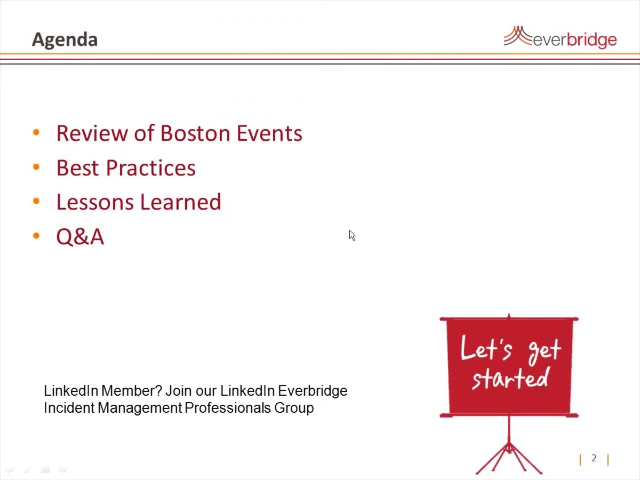 Agenda
everbridge
• Review of Boston Events
• Best Practices
• Lessons Learned
• Q&A
Let's get
started
LinkedIn Member? Join our LinkedIn Everbridge
Incident Management Professionals Group
| 2 |